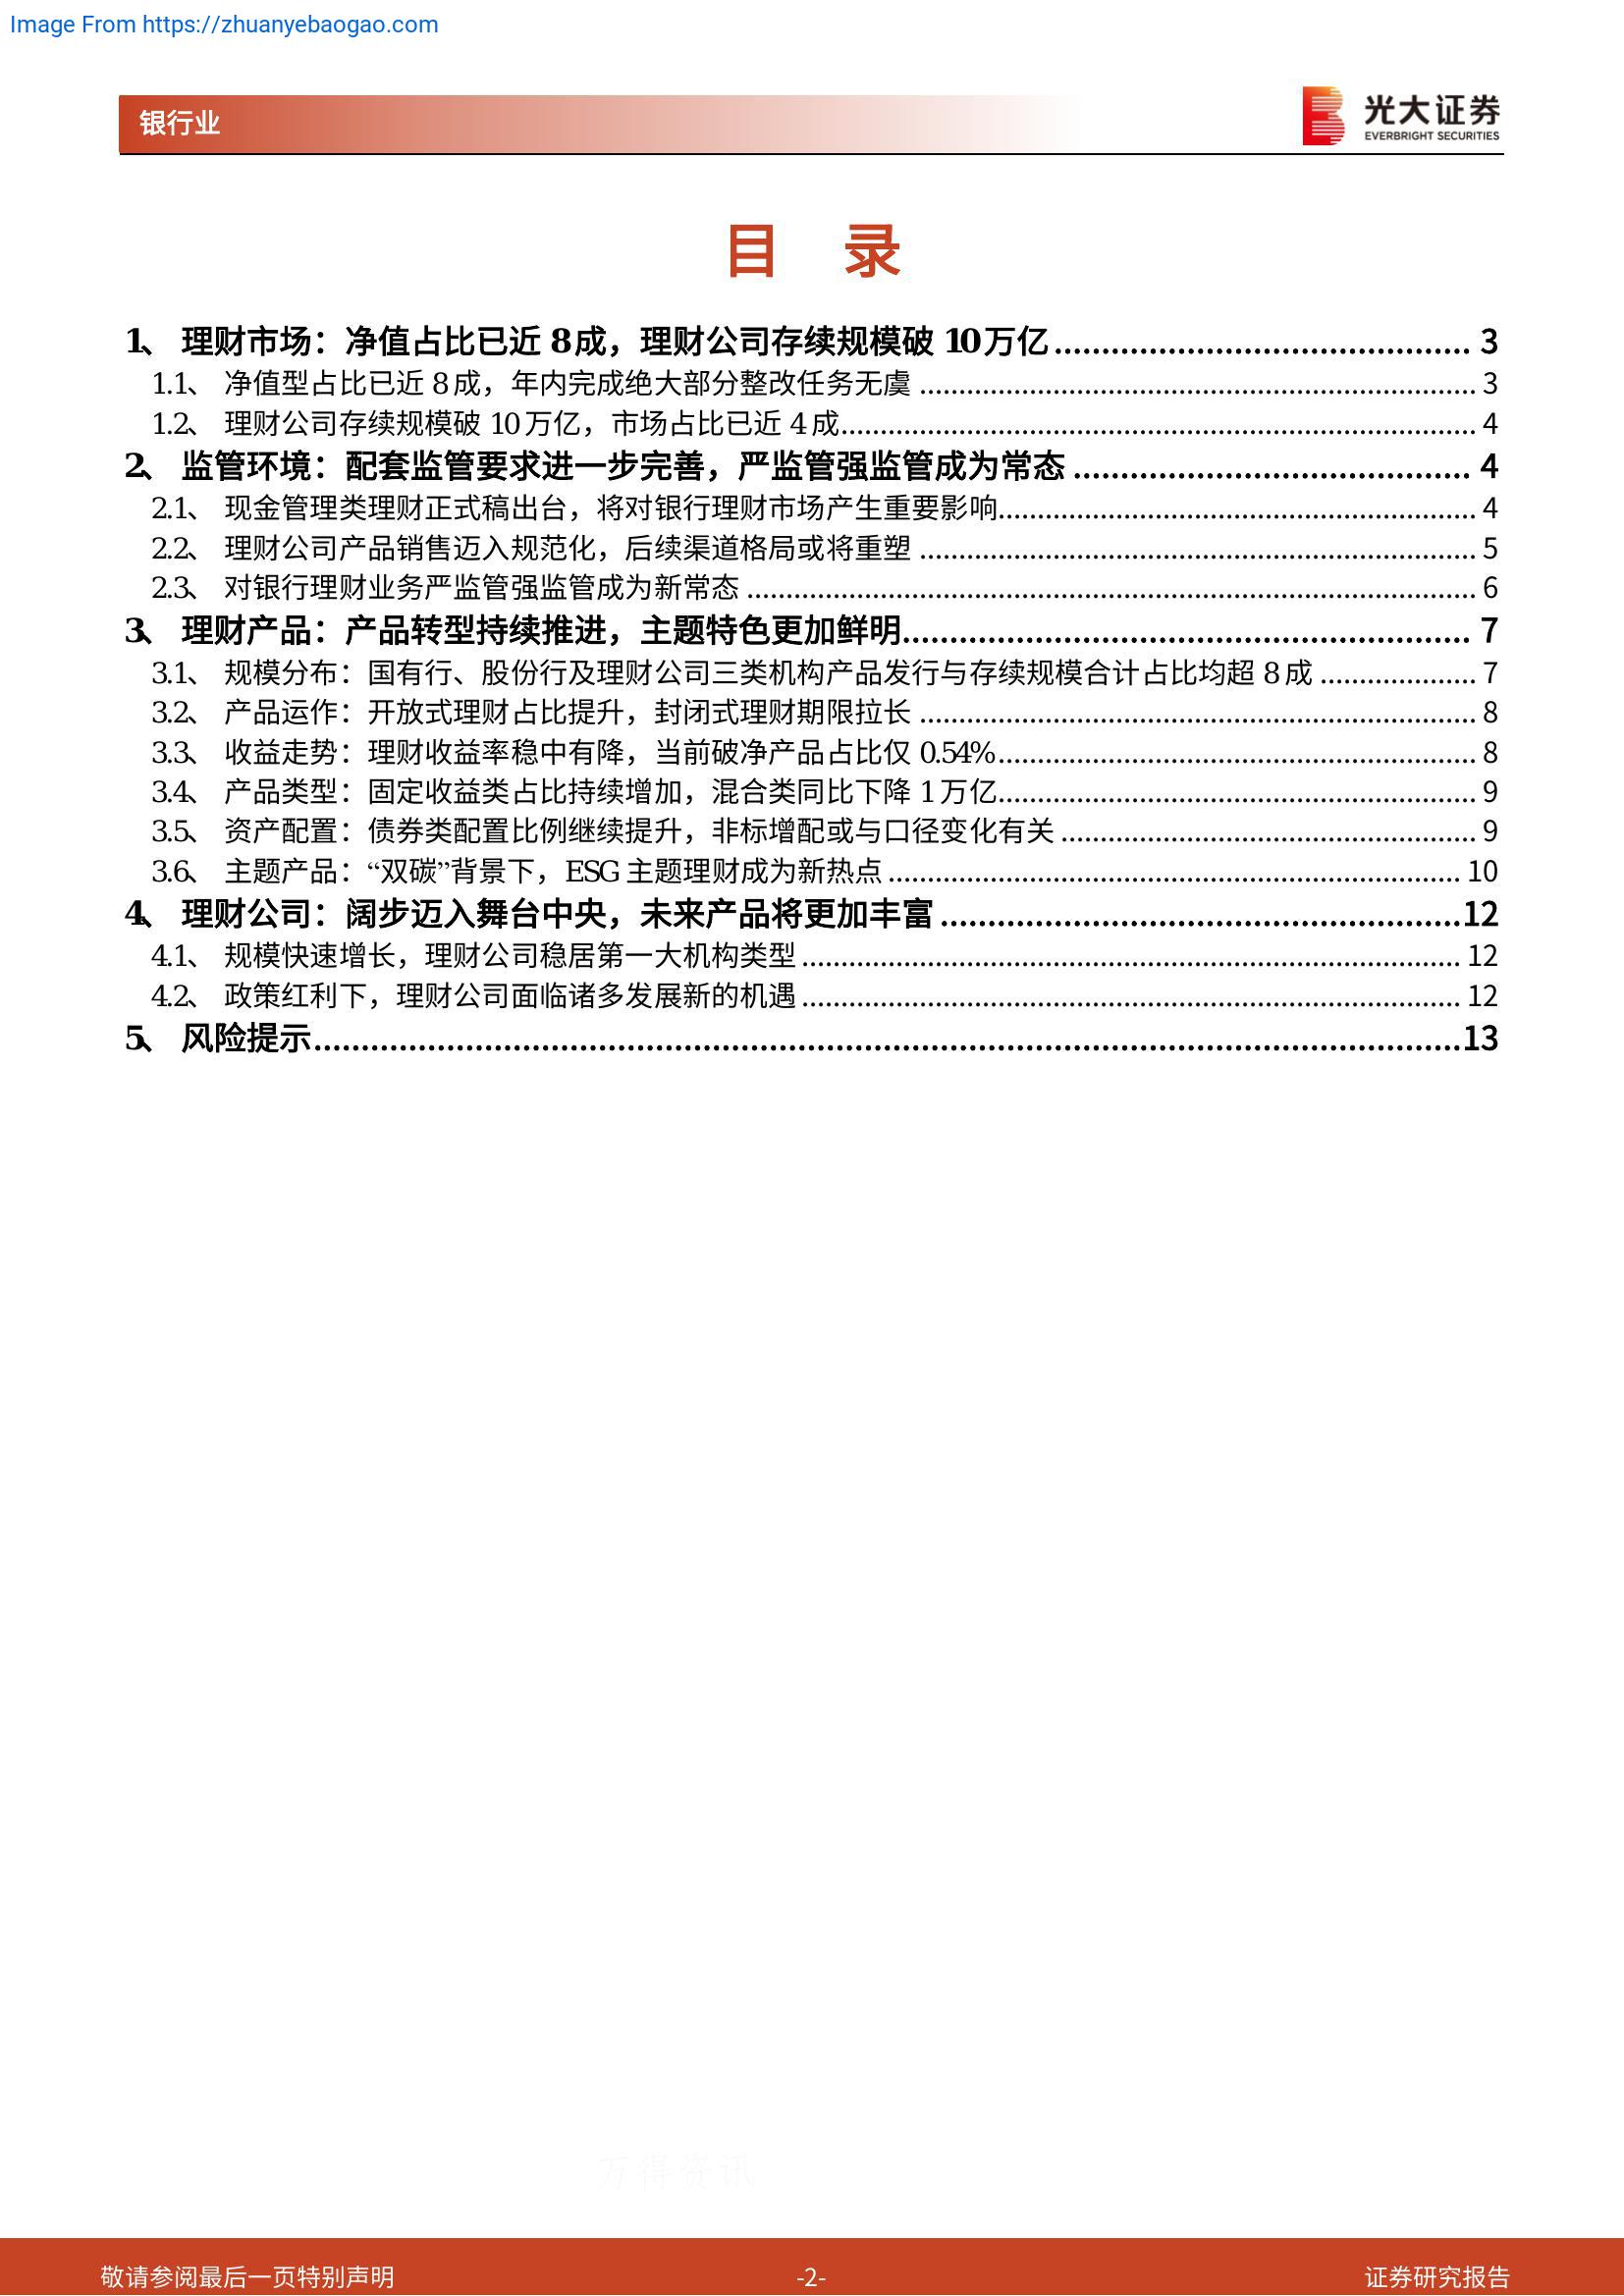 Image From https://zhuanyebaogao.com
银行业
光大证券
EVERBRIGHT SECURITIES
目 录
1、 理财市场：净值占比已近 8 成，理财公司存续规模破 10 万亿 ........................................ 3
1.1、 净值型占比已近 8 成，年内完成绝大部分整改任务无虞 ........................................ 3
1.2、 理财公司存续规模破 10 万亿，市场占比已近 4 成 ........................................ 4
2、 监管环境：配套监管要求进一步完善，严监管强监管成为常态 ........................................ 4
2.1、 现金管理类理财正式稿出台，将对银行理财市场产生重要影响 ........................................ 4
2.2、 理财公司产品销售迈入规范化，后续渠道格局或将重塑 ........................................ 5
2.3、 对银行理财业务严监管强监管成为新常态 ........................................ 6
3、 理财产品：产品转型持续推进，主题特色更加鲜明 ........................................ 7
3.1、 规模分布：国有行、股份行及理财公司三类机构产品发行与存续规模合计占比均超 8 成 .................... 7
3.2、 产品运作：开放式理财占比提升，封闭式理财期限拉长 ........................................ 8
3.3、 收益走势：理财收益率稳中有降，当前破净产品占比仅 0.54% ........................................ 8
3.4、 产品类型：固定收益类占比持续增加，混合类同比下降 1 万亿 ........................................ 9
3.5、 资产配置：债券类配置比例继续提升，非标增配或与口径变化有关 ........................................ 9
3.6、 主题产品：“双碳”背景下，ESG 主题理财成为新热点 ........................................ 10
4、 理财公司：阔步迈入舞台中央，未来产品将更加丰富 ........................................ 12
4.1、 规模快速增长，理财公司稳居第一大机构类型 ........................................ 12
4.2、 政策红利下，理财公司面临诸多发展新的机遇 ........................................ 12
5、 风险提示 ........................................ 13
万得资讯
敬请参阅最后一页特别声明
-2-
证券研究报告